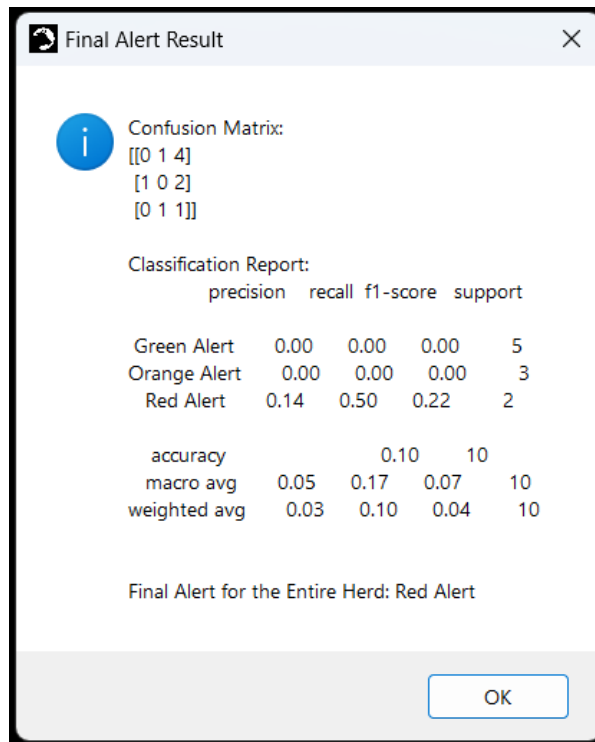 Final Alert Result
Confusion Matrix:
[[0 1 4]
[1 0 2]
[0 1 1]]
Classification Report:
precision recall f1-score support
Green Alert 0.00 0.00 0.00 5
Orange Alert 0.00 0.00 0.00 3
Red Alert 0.14 0.50 0.22 2
accuracy 0.10 10
macro avg 0.05 0.17 0.07 10
weighted avg 0.03 0.10 0.04 10
Final Alert for the Entire Herd: Red Alert
OK